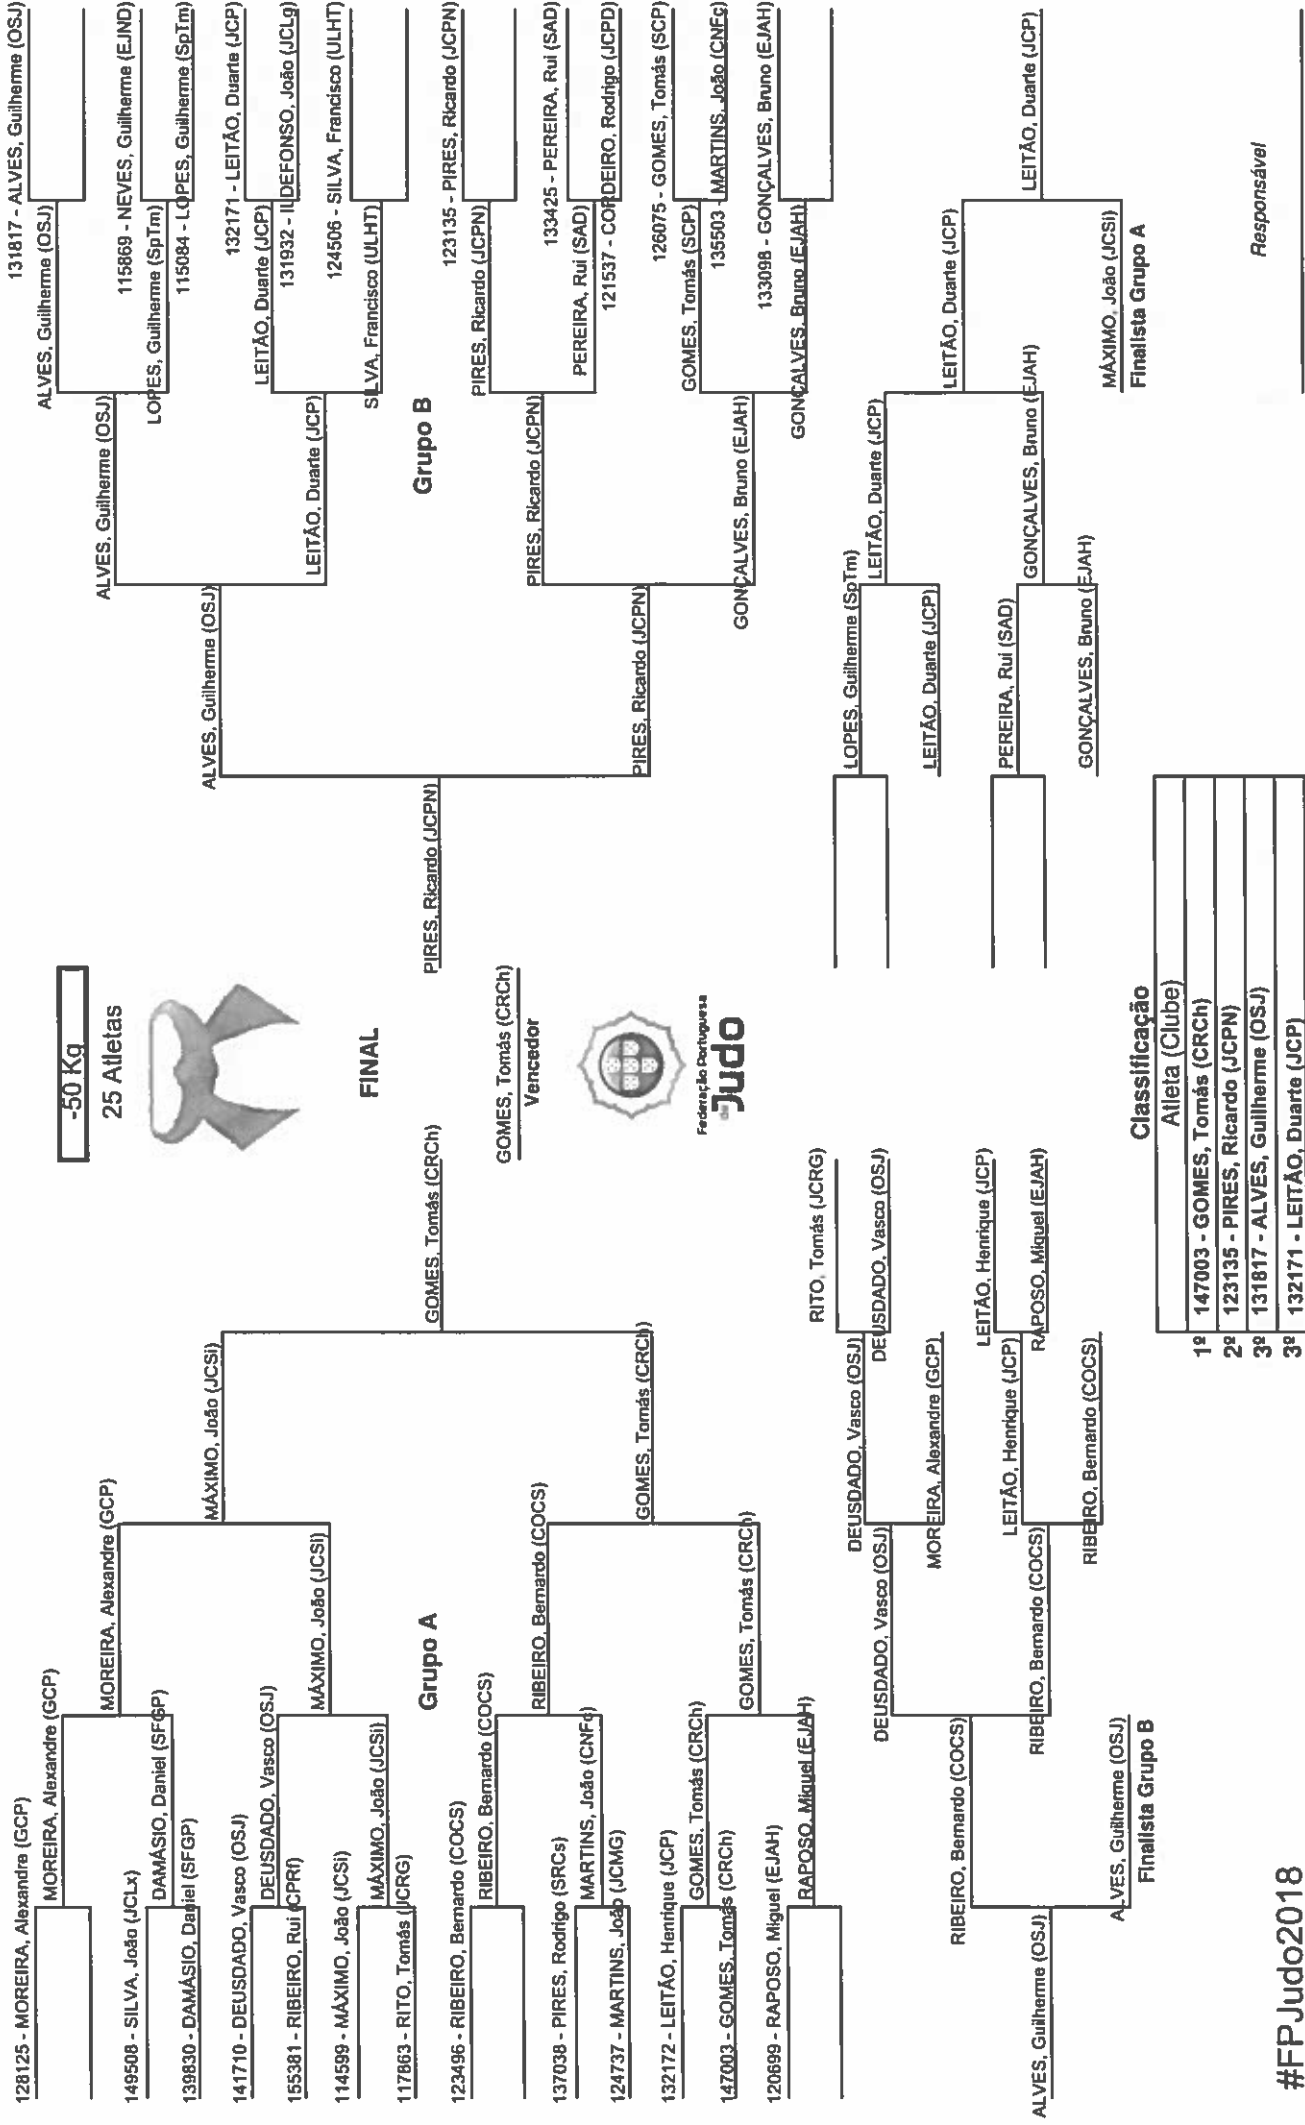 -50 Kg
25 Atletas
FINAL
GOMES, Tomás (CRCh)
Vencedor
Federação Portuguesa
de Judo
Grupo A
128125 - MOREIRA, Alexandre (GCP)
MOREIRA, Alexandre (GCP)
149508 - SILVA, João (JCLx)
DAMÁSIO, Daniel (SFGP)
139830 - DAMÁSIO, Daniel (SFGP)
141710 - DEUSDADO, Vasco (OSJ)
DEUSDADO, Vasco (OSJ)
155381 - RIBEIRO, Rui (CPRf)
114599 - MÁXIMO, João (JCSi)
MÁXIMO, João (JCSi)
117863 - RITO, Tomás (JCRG)
123496 - RIBEIRO, Bernardo (COCS)
RIBEIRO, Bernardo (COCS)
137038 - PIRES, Rodrigo (SRCs)
MARTINS, João (CNFc)
124737 - MARTINS, João (JCMG)
132172 - LEITÃO, Henrique (JCP)
GOMES, Tomás (CRCh)
147003 - GOMES, Tomás (CRCh)
120699 - RAPOSO, Miguel (EJAH)
RAPOSO, Miguel (EJAH)
MOREIRA, Alexandre (GCP)
MÁXIMO, João (JCSi)
RIBEIRO, Bernardo (COCS)
GOMES, Tomás (CRCh)
MÁXIMO, João (JCSi)
GOMES, Tomás (CRCh)
GOMES, Tomás (CRCh)
Grupo B
131817 - ALVES, Guilherme (OSJ)
ALVES, Guilherme (OSJ)
115869 - NEVES, Guilherme (EJND)
LOPES, Guilherme (SpTm)
115084 - LOPES, Guilherme (SpTm)
132171 - LEITÃO, Duarte (JCP)
LEITÃO, Duarte (JCP)
131932 - ILDEFONSO, João (JCLg)
124506 - SILVA, Francisco (ULHT)
SILVA, Francisco (ULHT)
123135 - PIRES, Ricardo (JCPN)
PIRES, Ricardo (JCPN)
133425 - PEREIRA, Rui (SAD)
PEREIRA, Rui (SAD)
121537 - CORDEIRO, Rodrigo (JCPD)
126075 - GOMES, Tomás (SCP)
GOMES, Tomás (SCP)
135503 - MARTINS, João (CNFc)
133098 - GONÇALVES, Bruno (EJAH)
GONÇALVES, Bruno (EJAH)
ALVES, Guilherme (OSJ)
LEITÃO, Duarte (JCP)
PIRES, Ricardo (JCPN)
GONÇALVES, Bruno (EJAH)
ALVES, Guilherme (OSJ)
PIRES, Ricardo (JCPN)
PIRES, Ricardo (JCPN)
RITO, Tomás (JCRG)
DEUSDADO, Vasco (OSJ)
DEUSDADO, Vasco (OSJ)
MOREIRA, Alexandre (GCP)
DEUSDADO, Vasco (OSJ)
LEITÃO, Henrique (JCP)
RAPOSO, Miguel (EJAH)
LEITÃO, Henrique (JCP)
RIBEIRO, Bernardo (COCS)
RIBEIRO, Bernardo (COCS)
RIBEIRO, Bernardo (COCS)
ALVES, Guilherme (OSJ)
Finalista Grupo B
ALVES, Guilherme (OSJ)
LOPES, Guilherme (SpTm)
LEITÃO, Duarte (JCP)
LEITÃO, Duarte (JCP)
PEREIRA, Rui (SAD)
GONÇALVES, Bruno (EJAH)
GONÇALVES, Bruno (EJAH)
LEITÃO, Duarte (JCP)
LEITÃO, Duarte (JCP)
MÁXIMO, João (JCSi)
Finalista Grupo A
LEITÃO, Duarte (JCP)
Classificação
Atleta (Clube)
1º 147003 - GOMES, Tomás (CRCh)
2º 123135 - PIRES, Ricardo (JCPN)
3º 131817 - ALVES, Guilherme (OSJ)
3º 132171 - LEITÃO, Duarte (JCP)
Responsável
#FPJudo2018